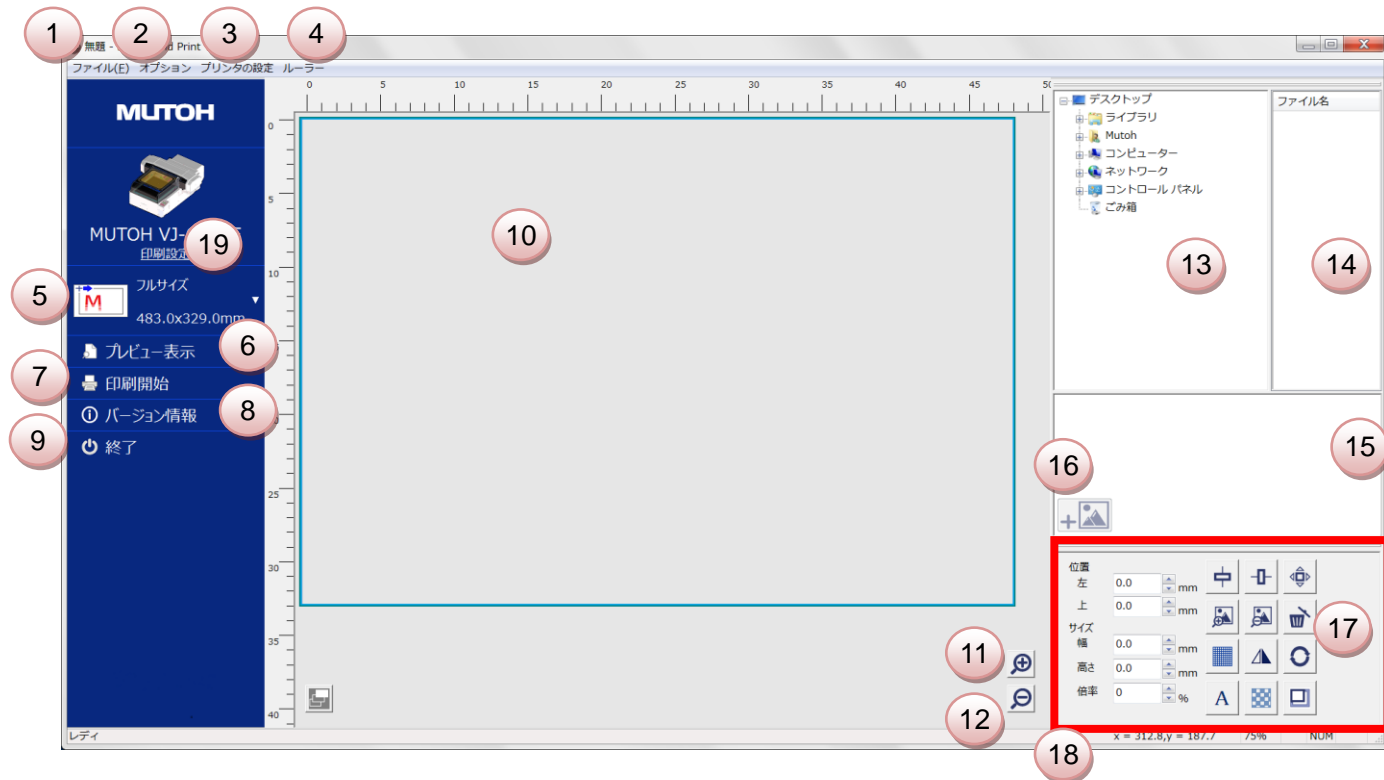 1
2
3
4
無題 - d Print
ファイル(F) オプション プリンタの設定 ルーラー
0 5 10 15 20 25 30 35 40 45 50
MUTOH
MUTOH VJ-
印刷設定
19
5
フルサイズ
M
483.0x329.0mm
プレビュー表示
6
7
印刷開始
バージョン情報
8
9
終了
0
5
10
25
30
35
40
10
11
12
デスクトップ
ライブラリ
Mutoh
コンピューター
ネットワーク
コントロール パネル
ごみ箱
13
ファイル名
14
15
16
位置
左 0.0 mm
上 0.0 mm
サイズ
幅 0.0 mm
高さ 0.0 mm
倍率 0 %
A
17
18
レディ
x = 312.8,y = 187.7 75% NUM